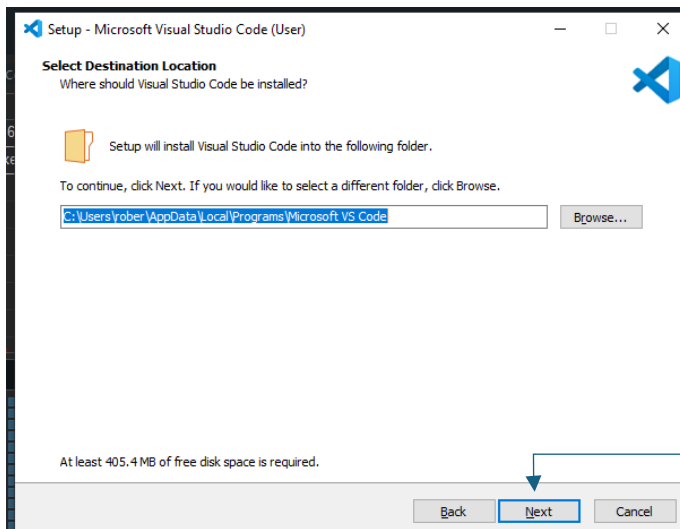 Setup - Microsoft Visual Studio Code (User)
Select Destination Location
Where should Visual Studio Code be installed?
Setup will install Visual Studio Code into the following folder.
To continue, click Next. If you would like to select a different folder, click Browse.
C:\Users\rober\AppData\Local\Programs\Microsoft VS Code
Browse...
At least 405.4 MB of free disk space is required.
Back Next Cancel